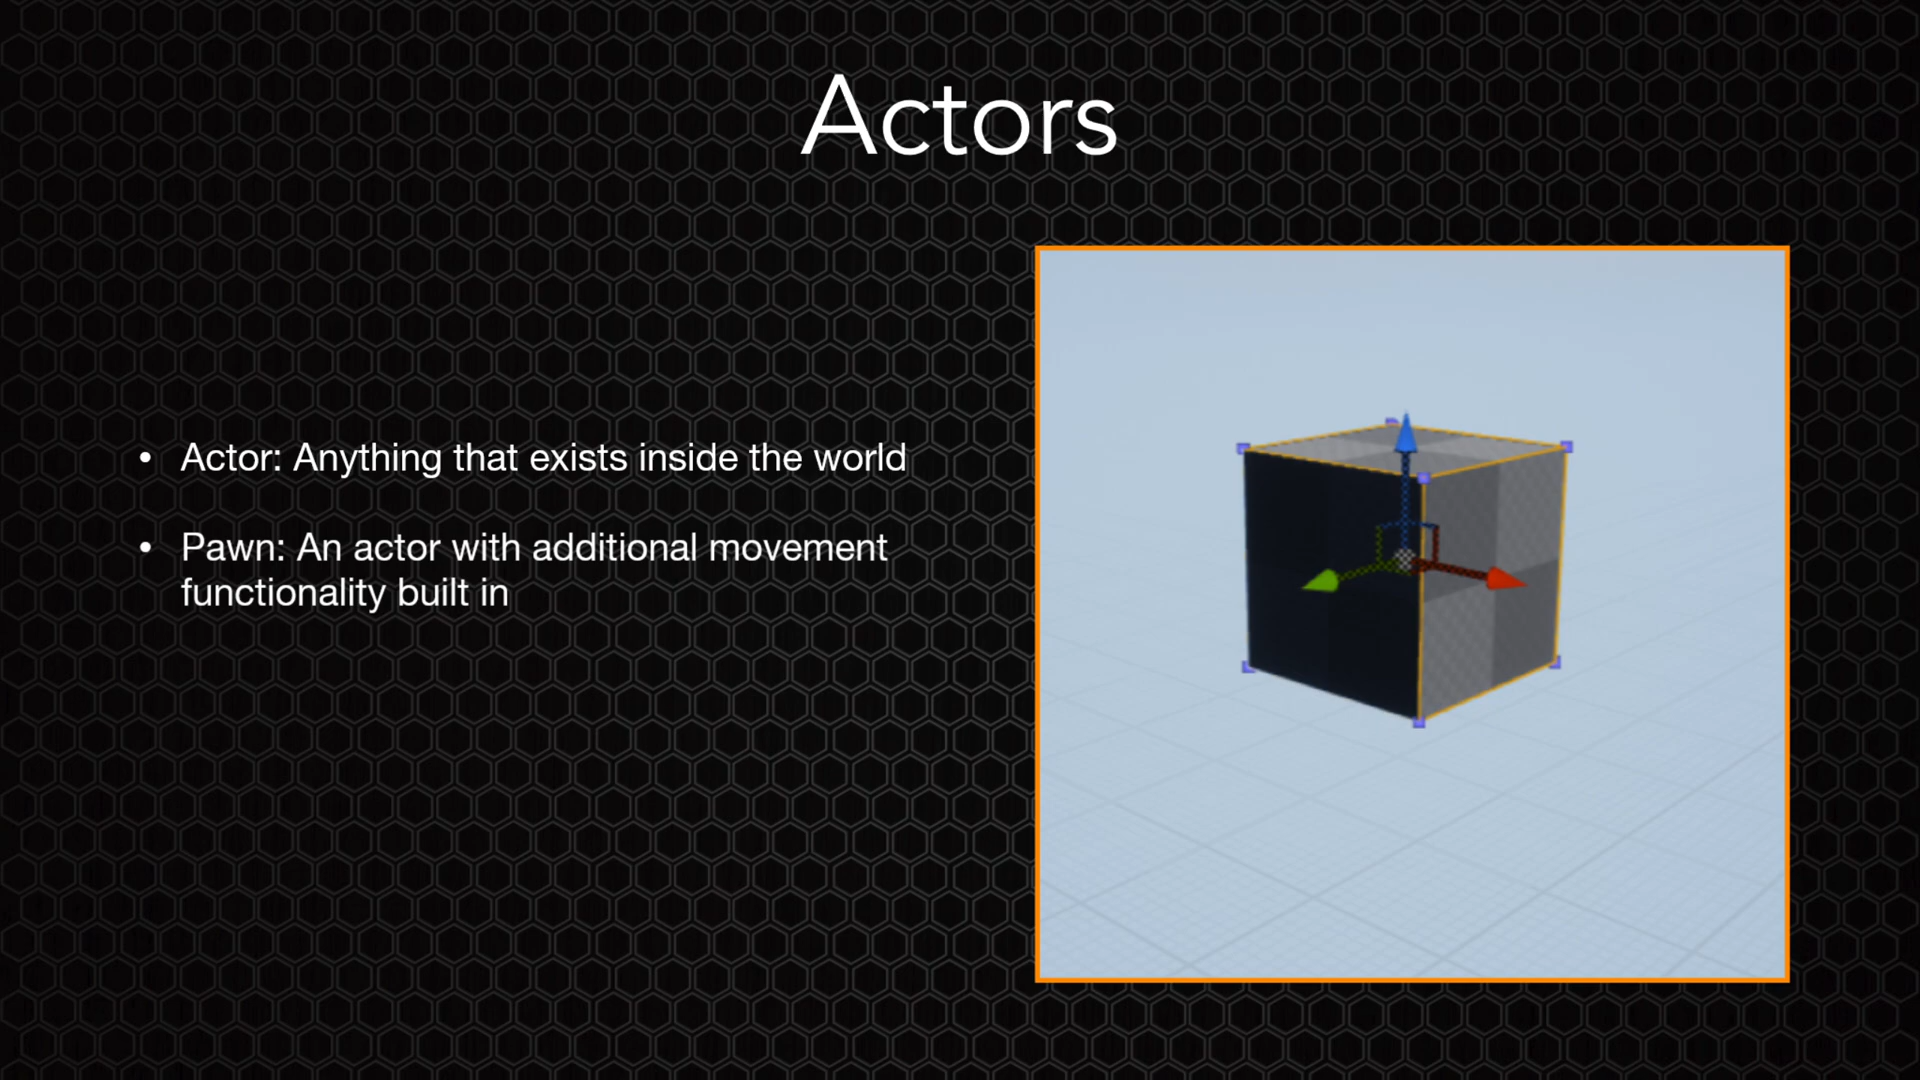 Actors
• Actor: Anything that exists inside the world
• Pawn: An actor with additional movement
functionality built in